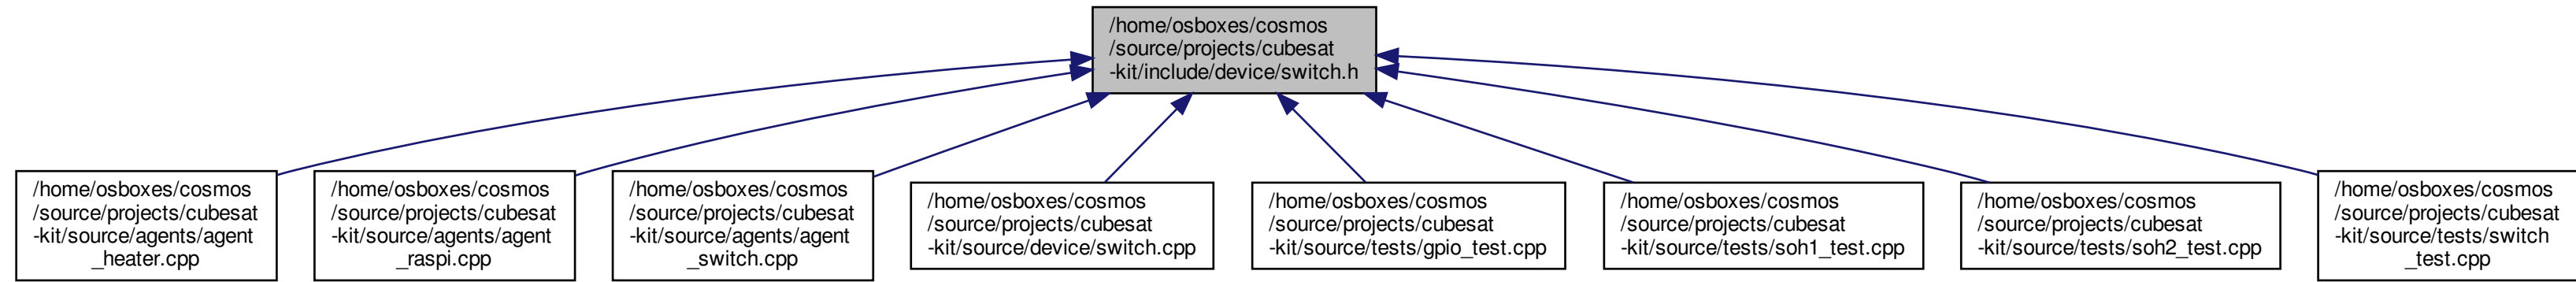 /home/osboxes/cosmos
/source/projects/cubesat
-kit/include/device/switch.h
/home/osboxes/cosmos
/source/projects/cubesat
-kit/source/agents/agent
_heater.cpp
/home/osboxes/cosmos
/source/projects/cubesat
-kit/source/agents/agent
_raspi.cpp
/home/osboxes/cosmos
/source/projects/cubesat
-kit/source/agents/agent
_switch.cpp
/home/osboxes/cosmos
/source/projects/cubesat
-kit/source/device/switch.cpp
/home/osboxes/cosmos
/source/projects/cubesat
-kit/source/tests/gpio_test.cpp
/home/osboxes/cosmos
/source/projects/cubesat
-kit/source/tests/soh1_test.cpp
/home/osboxes/cosmos
/source/projects/cubesat
-kit/source/tests/soh2_test.cpp
/home/osboxes/cosmos
/source/projects/cubesat
-kit/source/tests/switch
_test.cpp